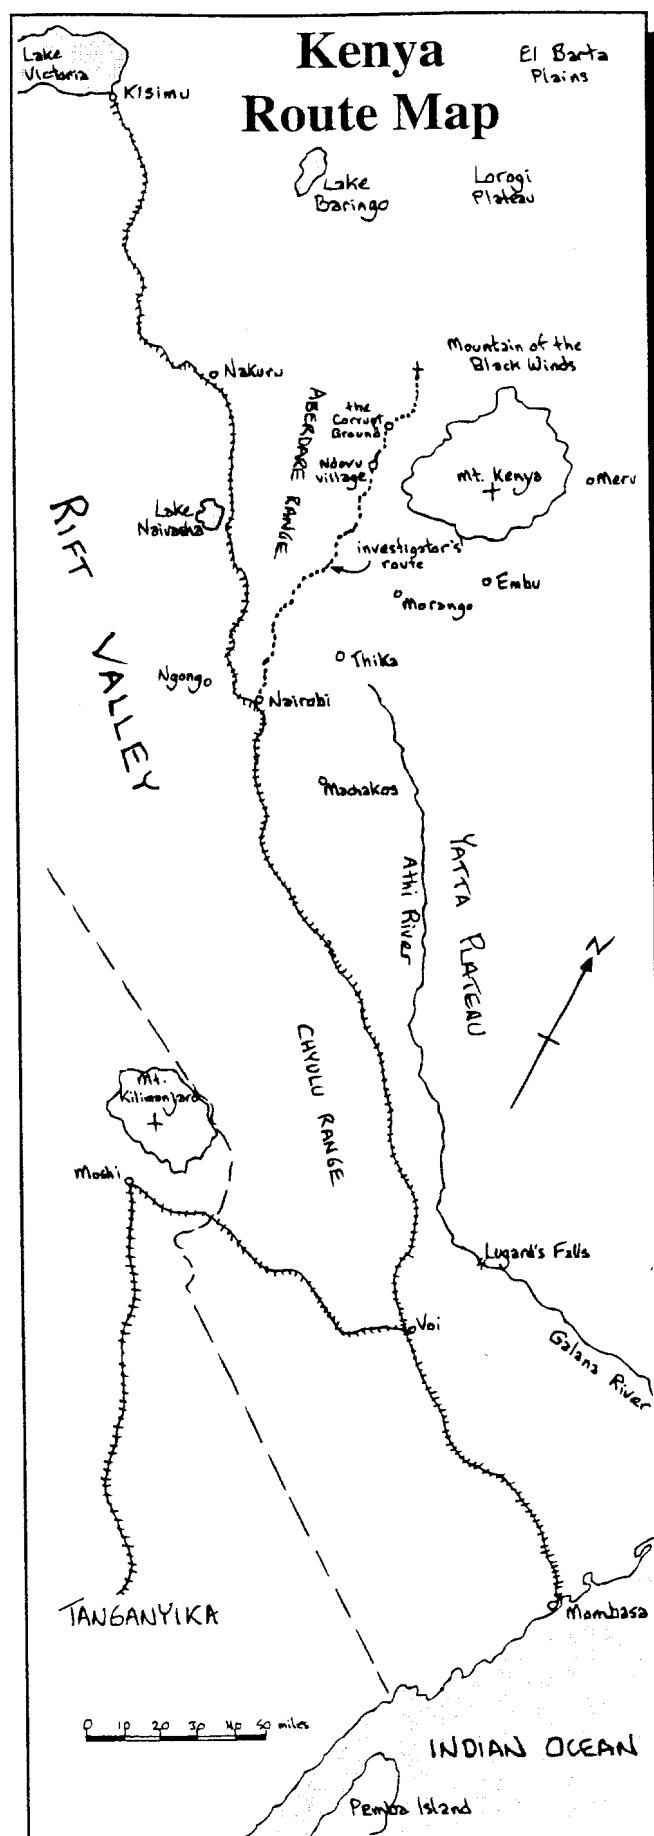 Kenya
Route Map
Lake
Victoria
El Barta
Plains
Kisimu
Lake
Baringo
Lorogi
Plateau
Mountain of the
Black Winds
Nakuru
ABERDARE RANGE
the
Corrupt
Ground
Ndovu
village
Mt. Kenya
Meru
Lake
Naivasha
RIFT
VALLEY
investigator's
route
Embu
Morango
Thika
Ngongo
Nairobi
Machakos
Athi River
YATTA PLATEAU
N
CHYULU RANGE
Mt.
Kilimanjaro
Moshi
Lugard's Falls
Voi
Galana River
TANGANYIKA
Mombasa
0 10 20 30 40 50 miles
INDIAN OCEAN
Pemba Island